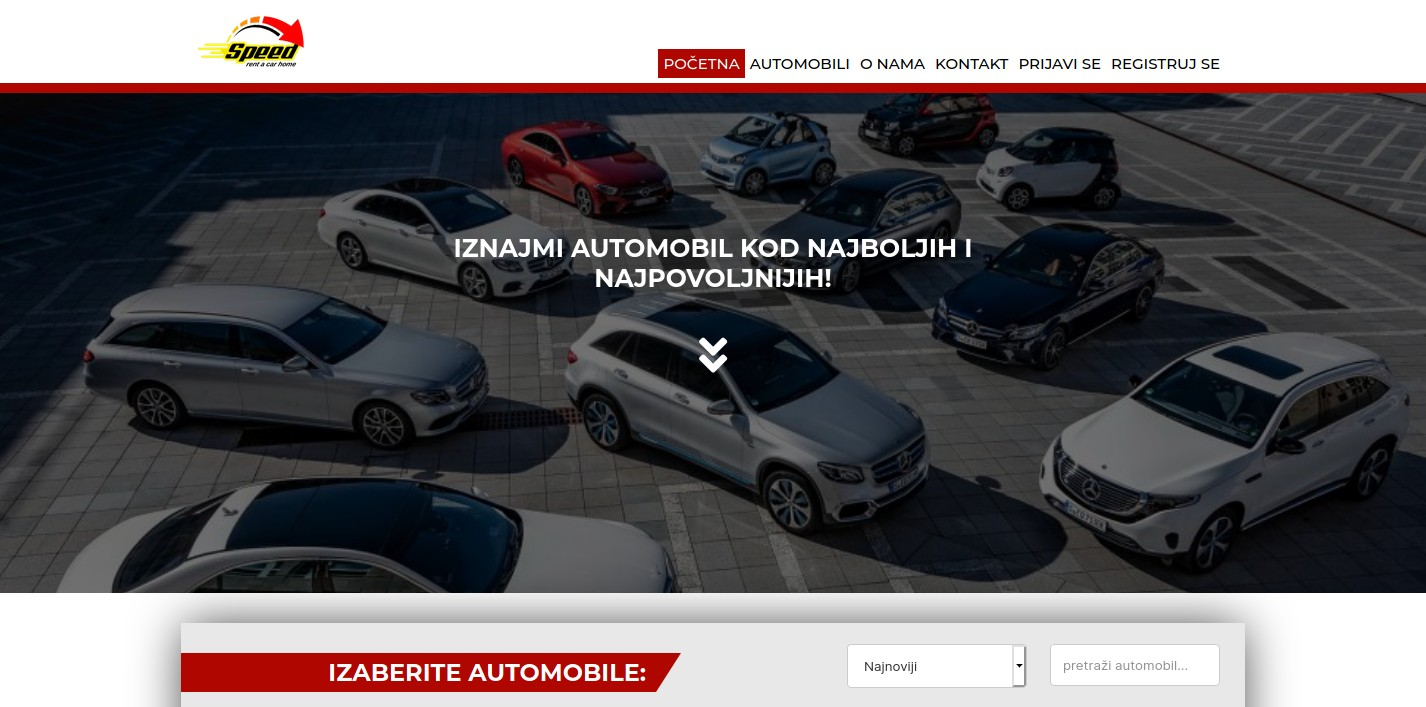 Speed
rent a car home
POČETNA AUTOMOBILI O NAMA KONTAKT PRIJAVI SE REGISTRUJ SE
IZNAJMI AUTOMOBIL KOD NAJBOLJIH I
NAJPOVOLJNIJIH!
IZABERITE AUTOMOBILE:
Najnoviji
pretraži automobil...